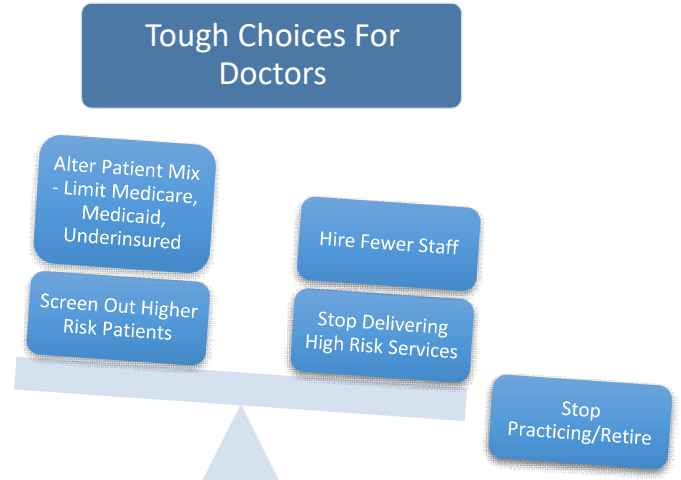 Tough Choices For
Doctors
Alter Patient Mix
- Limit Medicare,
Medicaid,
Underinsured
Screen Out Higher
Risk Patients
Hire Fewer Staff
Stop Delivering
High Risk Services
Stop
Practicing/Retire